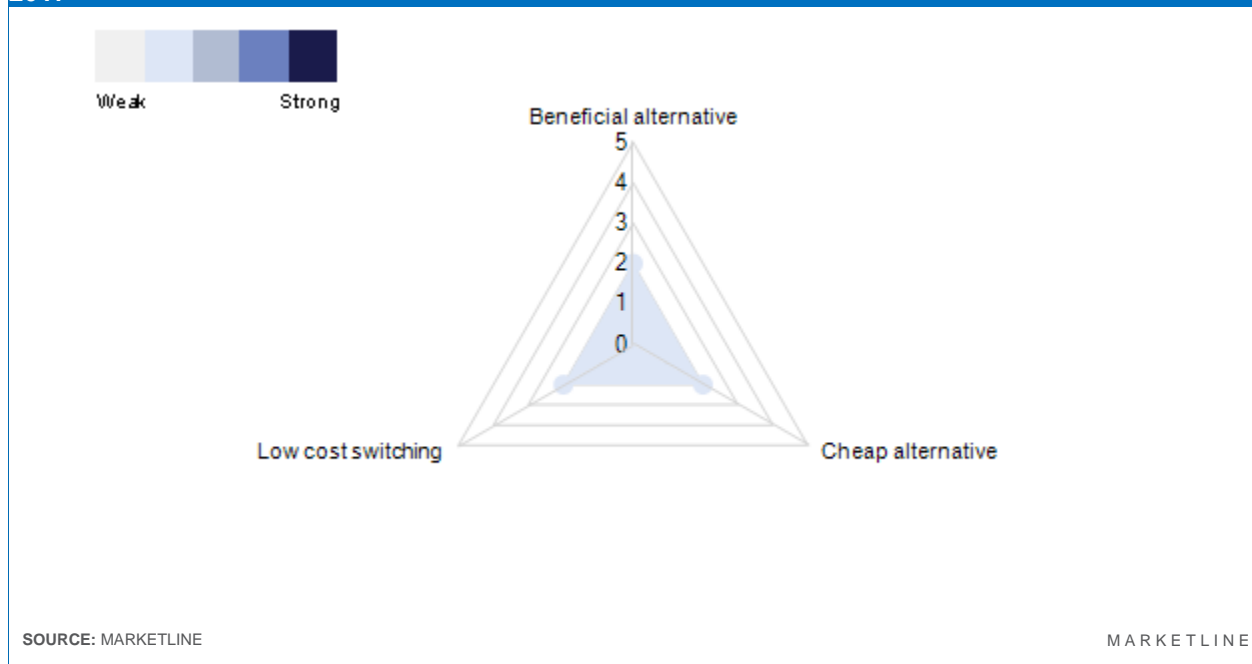 Weak Strong
Beneficial alternative
5
4
3
2
1
0
Low cost switching Cheap alternative
SOURCE: MARKETLINE MARKETLINE